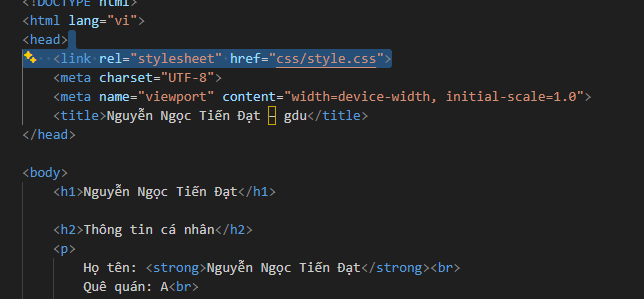 <!DOCTYPE html>
<html lang="vi">
<head>
<link rel="stylesheet" href="css/style.css">
<meta charset="UTF-8">
<meta name="viewport" content="width=device-width, initial-scale=1.0">
<title>Nguyễn Ngọc Tiến Đạt – gdu</title>
</head>
<body>
<h1>Nguyễn Ngọc Tiến Đạt</h1>
<h2>Thông tin cá nhân</h2>
<p>
Họ tên: <strong>Nguyễn Ngọc Tiến Đạt</strong><br>
Quê quán: A<br>